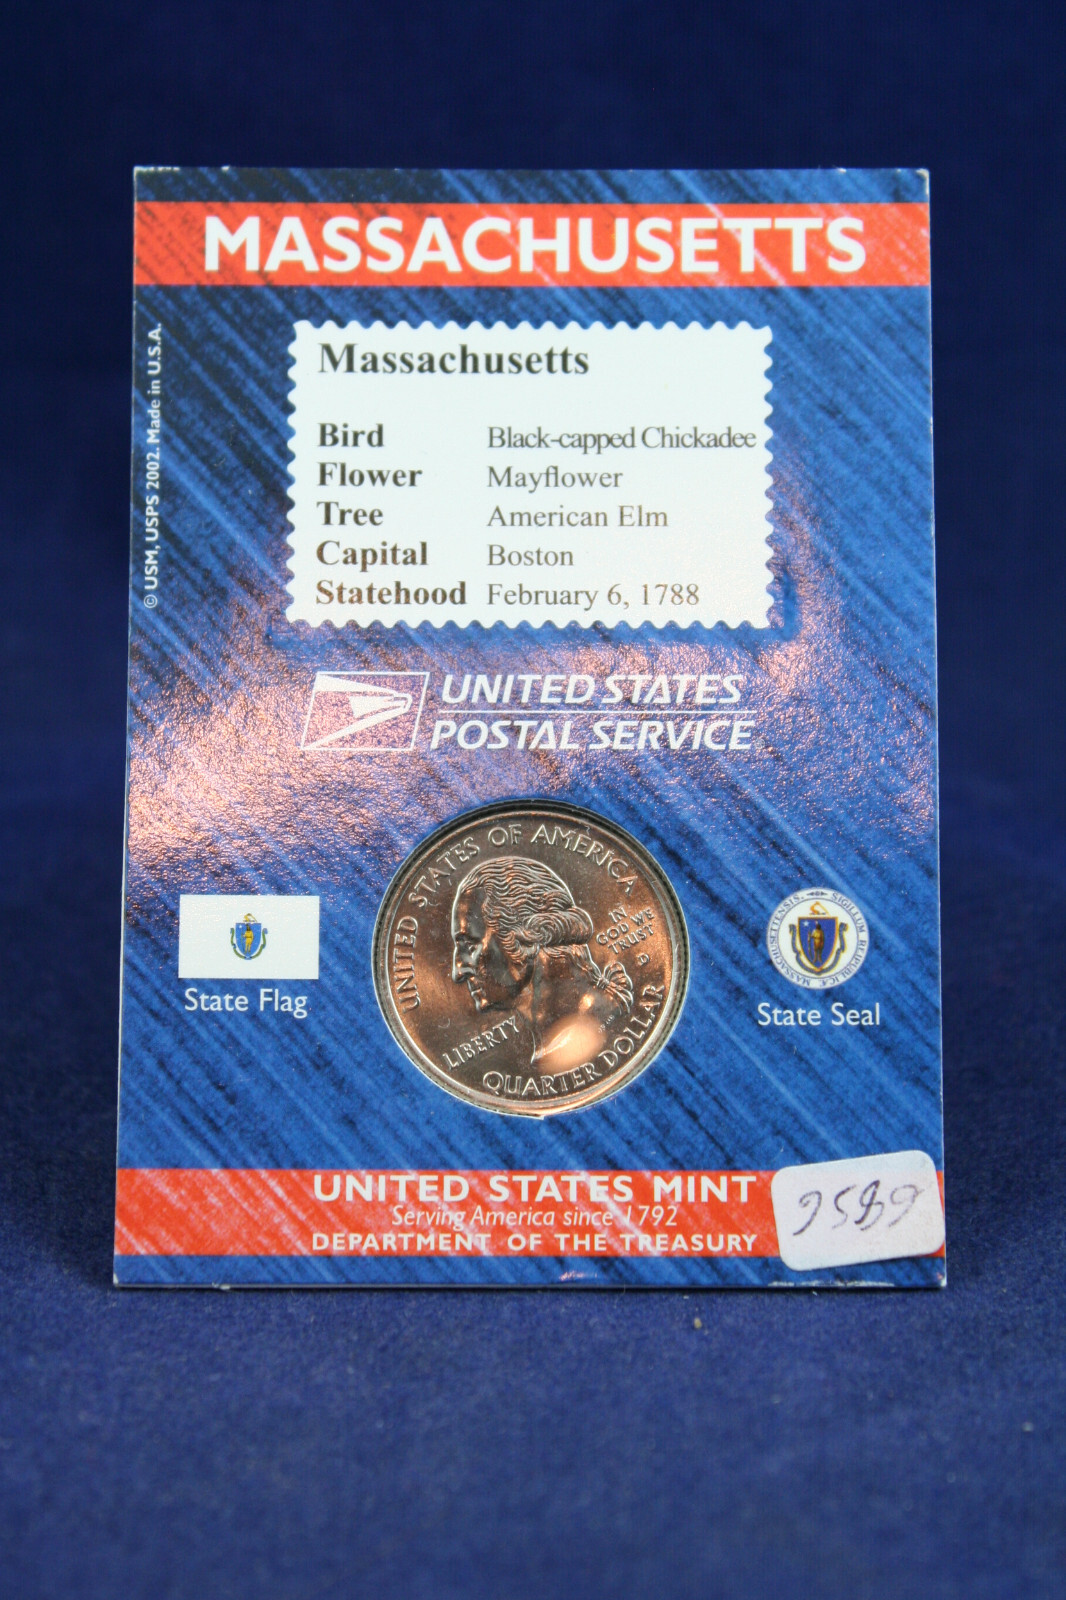 MASSACHUSETTS
© USM, USPS 2002. Made in U.S.A.
Massachusetts
Bird Black-capped Chickadee
Flower Mayflower
Tree American Elm
Capital Boston
Statehood February 6, 1788
UNITED STATES
POSTAL SERVICE
UNITED STATES OF AMERICA
IN
GOD WE
TRUST
D
LIBERTY
QUARTER DOLLAR
State Flag
State Seal
UNITED STATES MINT
Serving America since 1792
DEPARTMENT OF THE TREASURY